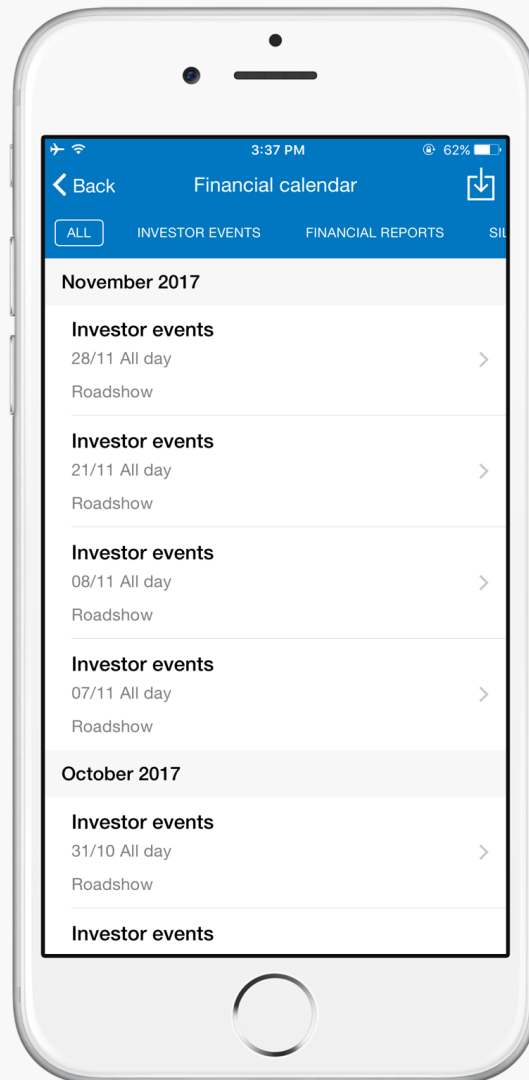 3:37 PM
62%
Back
Financial calendar
ALL
INVESTOR EVENTS
FINANCIAL REPORTS
SIL
November 2017
Investor events
28/11 All day
Roadshow
Investor events
21/11 All day
Roadshow
Investor events
08/11 All day
Roadshow
Investor events
07/11 All day
Roadshow
October 2017
Investor events
31/10 All day
Roadshow
Investor events